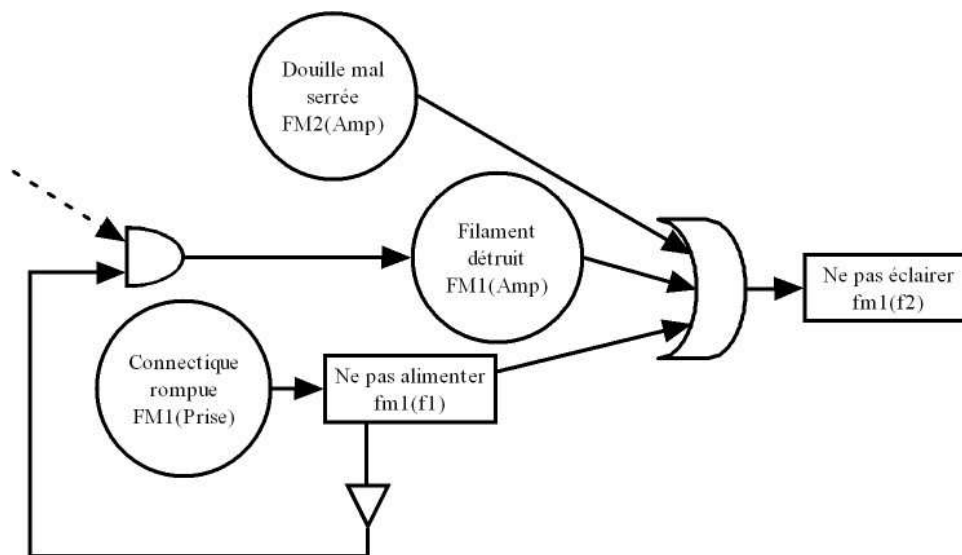 Douille mal
serrée
FM2(Amp)
Filament
détruit
FM1(Amp)
Ne pas éclairer
fm1(f2)
Connectique
rompue
FM1(Prise)
Ne pas alimenter
fm1(f1)